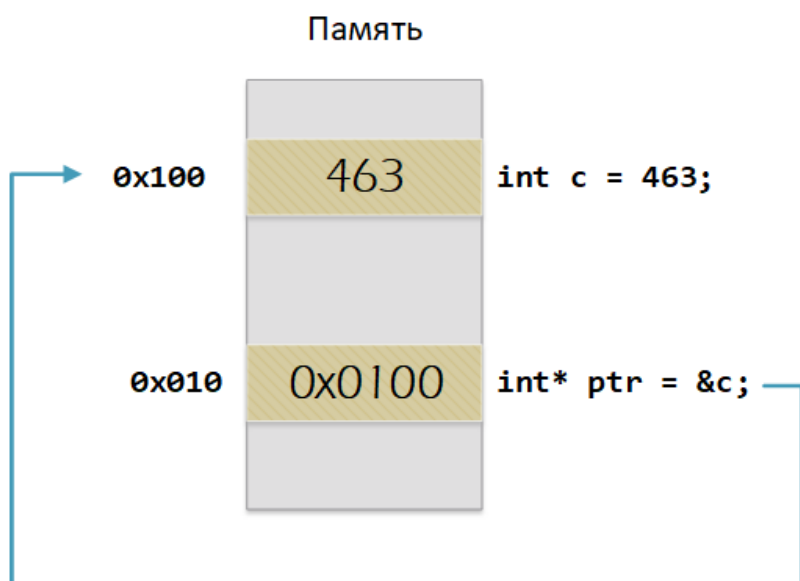 Память
0x100 463 int c = 463;
0x010 0x0100 int* ptr = &c;